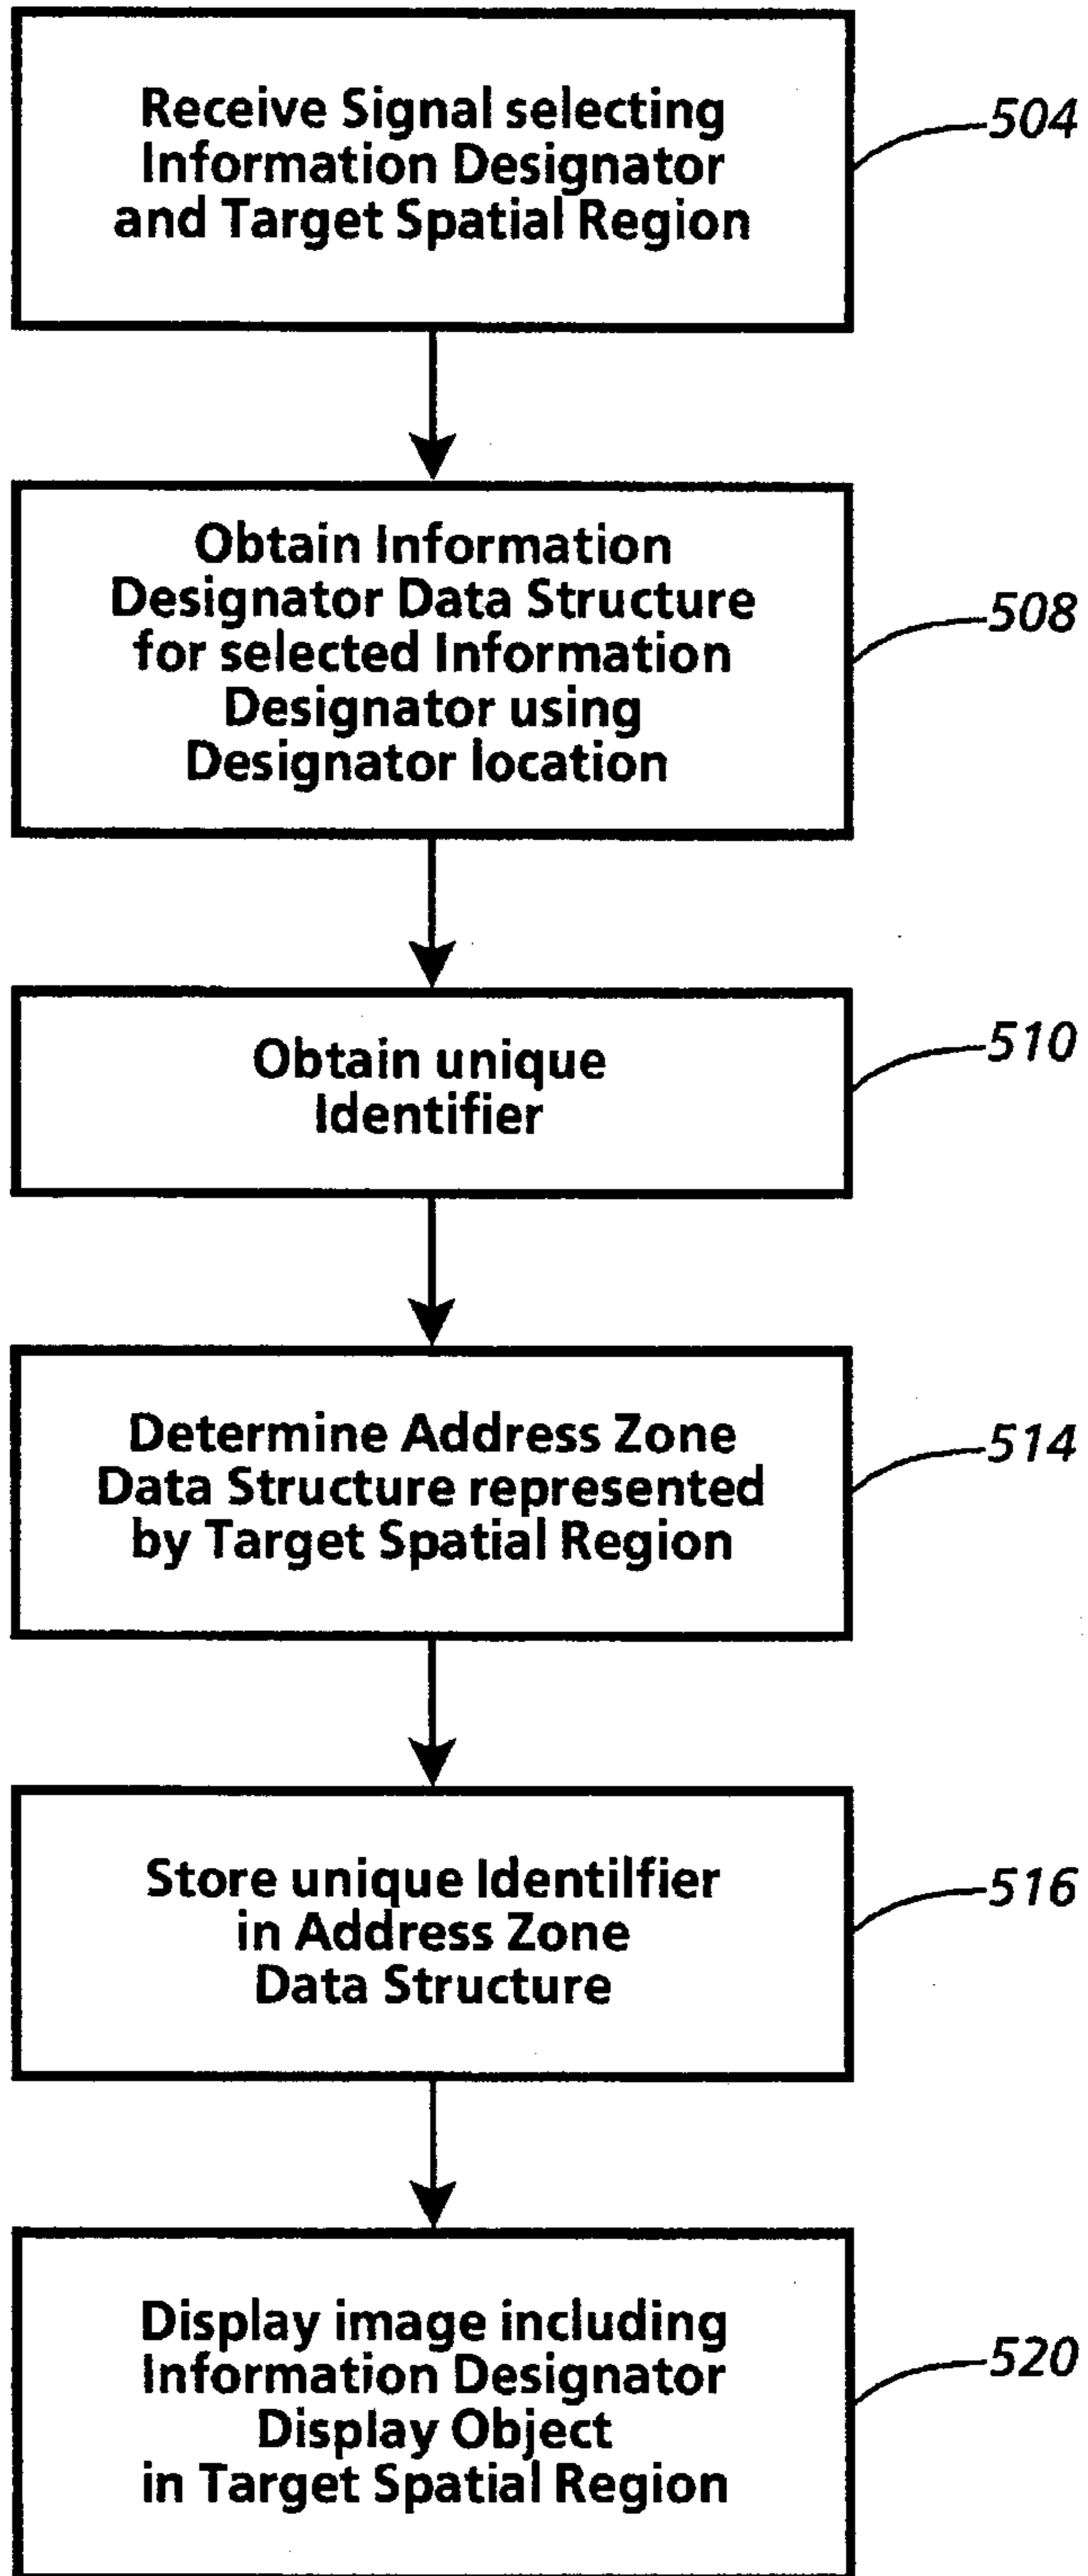 Receive Signal selecting
Information Designator
and Target Spatial Region
504
Obtain Information
Designator Data Structure
for selected Information
Designator using
Designator location
508
Obtain unique
Identifier
510
Determine Address Zone
Data Structure represented
by Target Spatial Region
514
Store unique Identilfier
in Address Zone
Data Structure
516
Display image including
Information Designator
Display Object
in Target Spatial Region
520